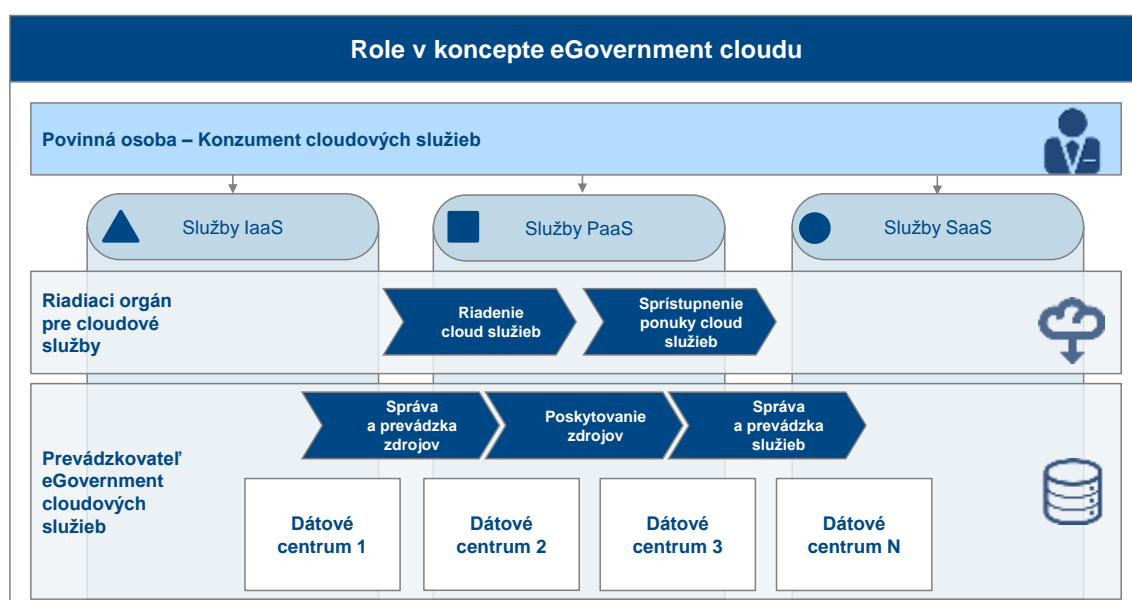 Role v koncepte eGovernment cloudu
Povinná osoba – Konzument cloudových služieb
Služby IaaS
Služby PaaS
Služby SaaS
Riadiaci orgán
pre cloudové
služby
Riadenie
cloud služieb
Sprístupnenie
ponuky cloud
služieb
Prevádzkovateľ
eGovernment
cloudových
služieb
Správa
a prevádzka
zdrojov
Poskytovanie
zdrojov
Správa
a prevádzka
služieb
Dátové
centrum 1
Dátové
centrum 2
Dátové
centrum 3
Dátové
centrum N